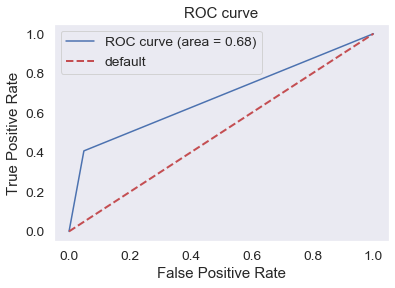 ROC curve
1.0
0.8
0.6
0.4
0.2
0.0
True Positive Rate
ROC curve (area = 0.68)
default
0.0 0.2 0.4 0.6 0.8 1.0
False Positive Rate